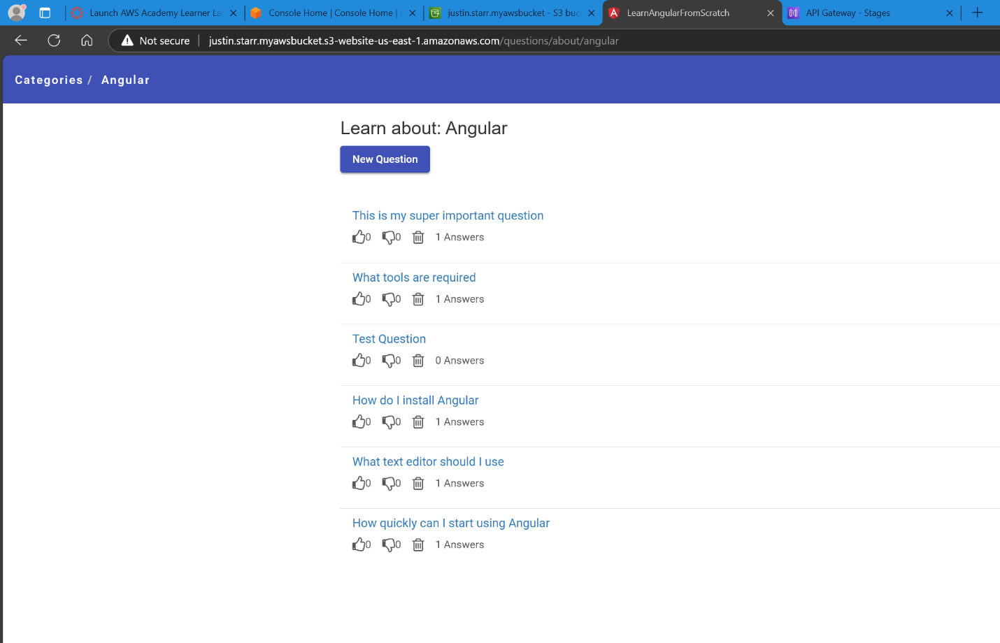 Launch AWS Academy Learner La
Console Home | Console Home |
justin.starr.myawsbucket - S3 buc
LearnAngularFromScratch
API Gateway - Stages
Not secure
justin.starr.myawsbucket.s3-website-us-east-1.amazonaws.com/questions/about/angular
Categories / Angular
Learn about: Angular
New Question
This is my super important question
0 0 1 Answers
What tools are required
0 0 1 Answers
Test Question
0 0 0 Answers
How do I install Angular
0 0 1 Answers
What text editor should I use
0 0 1 Answers
How quickly can I start using Angular
0 0 1 Answers